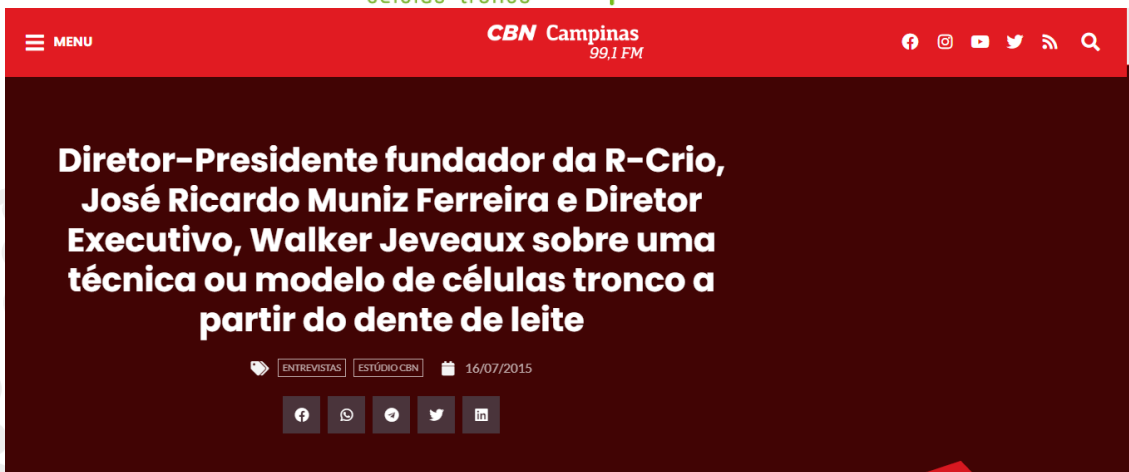 células tronco
MENU
CBN Campinas
99,1 FM
Diretor-Presidente fundador da R-Crio,
José Ricardo Muniz Ferreira e Diretor
Executivo, Walker Jeveaux sobre uma
técnica ou modelo de células tronco a
partir do dente de leite
ENTREVISTAS ESTÚDIO CBN 16/07/2015